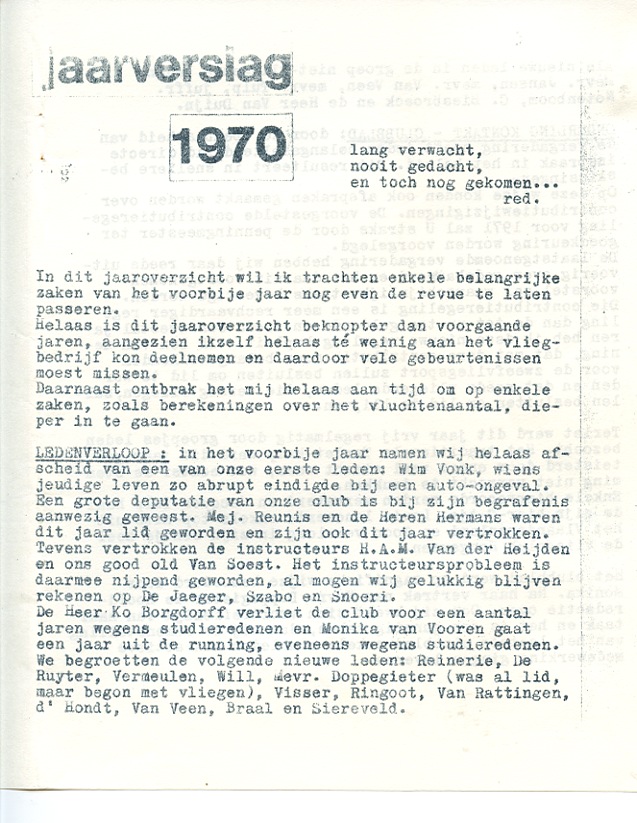 jaarverslag
1970
lang verwacht,
nooit gedacht,
en toch nog gekomen...
red.
In dit jaaroverzicht wil ik trachten enkele belangrijke
zaken van het voorbije jaar nog even de revue te laten
passeren.
Helaas is dit jaaroverzicht beknopter dan voorgaande
jaren, aangezien ikzelf helaas té weinig aan het vlieg-
bedrijf kon deelnemen en daardoor vele gebeurtenissen
moest missen.
Daarnaast ontbrak het mij helaas aan tijd om op enkele
zaken, zoals berekeningen over het vluchtenaantal, die-
per in te gaan.
LEDENVERLOOP : in het voorbije jaar namen wij helaas af-
scheid van een van onze eerste leden: Wim Vonk, wiens
jeudige leven zo abrupt eindigde bij een auto-ongeval.
Een grote deputatie van onze club is bij zijn begrafenis
aanwezig geweest. Mej. Reunis en de Heren Hermans waren
dit jaar lid geworden en zijn ook dit jaar vertrokken.
Tevens vertrokken de instructeurs H.A.M. Van der Heijden
en ons good old Van Soest. Het instructeursprobleem is
daarmee nijpend geworden, al mogen wij gelukkig blijven
rekenen op De Jaeger, Szabo en Snoeri.
De Heer Ko Borgdorff verliet de club voor een aantal
jaren wegens studieredenen en Monika van Vooren gaat
een jaar uit de running, eveneens wegens studieredenen.
We begroetten de volgende nieuwe leden: Reinerie, De
Ruyter, Vermeulen, Will, Mevr. Doppegieter (was al lid,
maar begon met vliegen), Visser, Ringoot, Van Rattingen,
d' Hondt, Van Veen, Braal en Siereveld.